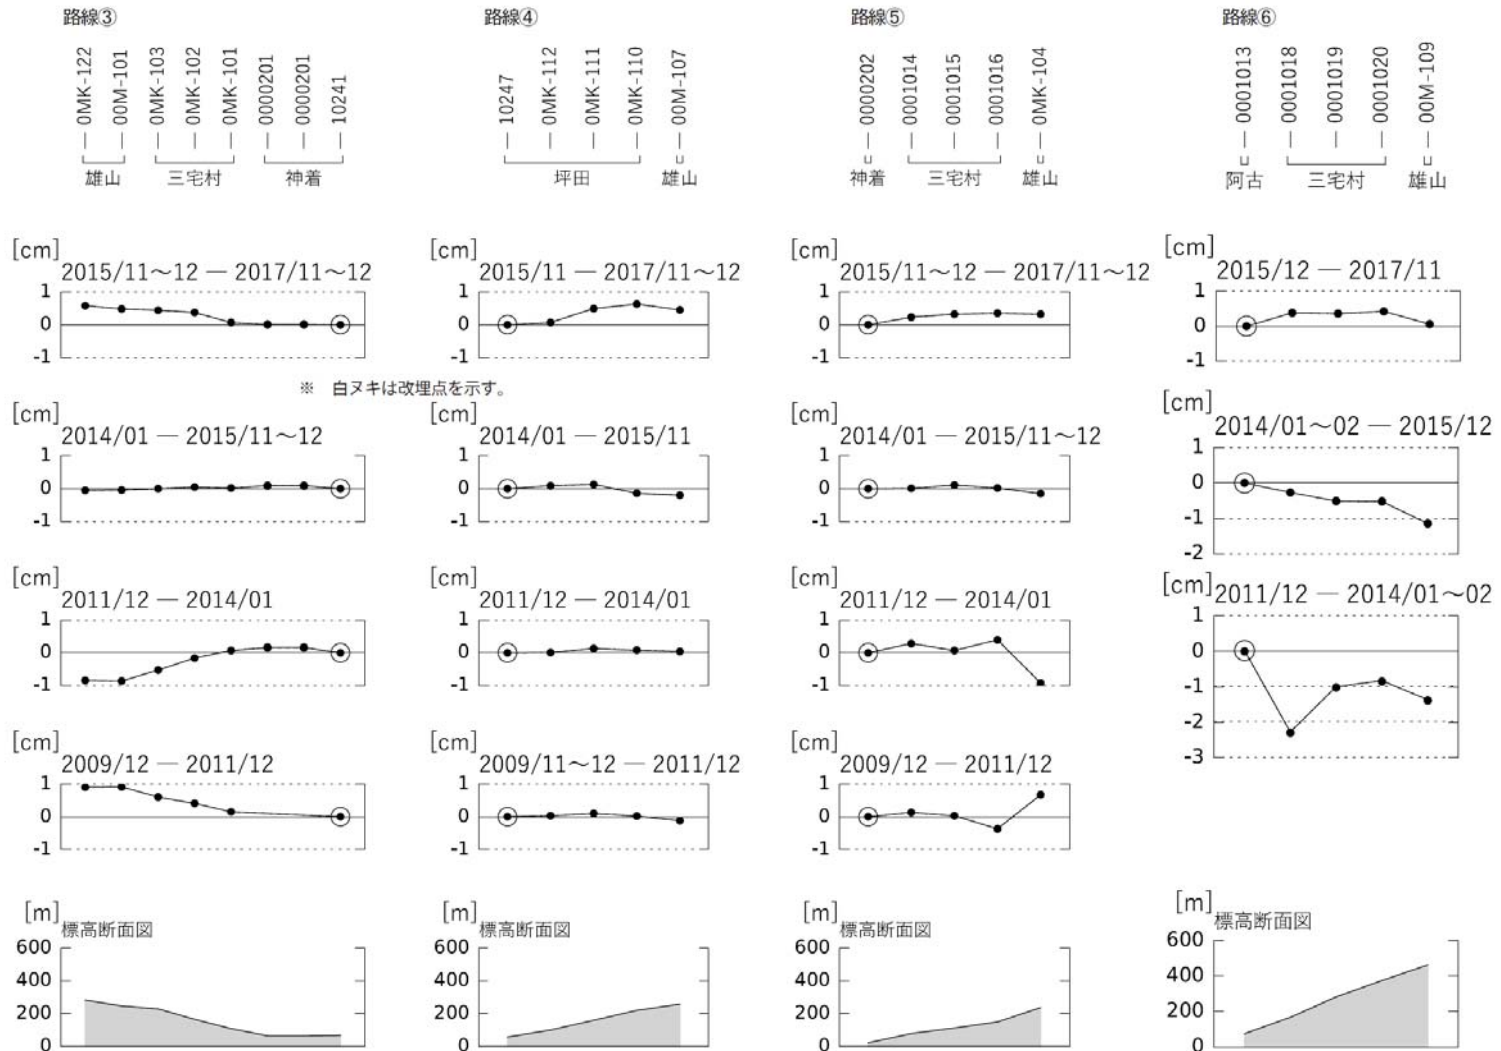 路線③
0MK-122
00M-101
0MK-103
0MK-102
0MK-101
0000201
0000201
10241
雄山
三宅村
神着
[cm]
2015/11～12 — 2017/11～12
1
0
-1
※ 白ヌキは改埋点を示す。
[cm]
2014/01 — 2015/11～12
1
0
-1
[cm]
2011/12 — 2014/01
1
0
-1
[cm]
2009/12 — 2011/12
1
0
-1
[m]
標高断面図
600
400
200
0
路線④
10247
0MK-112
0MK-111
0MK-110
00M-107
坪田
雄山
[cm]
2015/11 — 2017/11～12
1
0
-1
[cm]
2014/01 — 2015/11
1
0
-1
[cm]
2011/12 — 2014/01
1
0
-1
[cm]
2009/11～12 — 2011/12
1
0
-1
[m]
標高断面図
600
400
200
0
路線⑤
0000202
0001014
0001015
0001016
0MK-104
神着
三宅村
雄山
[cm]
2015/11～12 — 2017/11～12
1
0
-1
[cm]
2014/01 — 2015/11～12
1
0
-1
[cm]
2011/12 — 2014/01
1
0
-1
[cm]
2009/12 — 2011/12
1
0
-1
[m]
標高断面図
600
400
200
0
路線⑥
0001013
0001018
0001019
0001020
00M-109
阿古
三宅村
雄山
[cm]
2015/12 — 2017/11
1
0
-1
[cm]
2014/01～02 — 2015/12
1
0
-1
-2
[cm]
2011/12 — 2014/01～02
1
0
-1
-2
-3
[m]
標高断面図
600
400
200
0